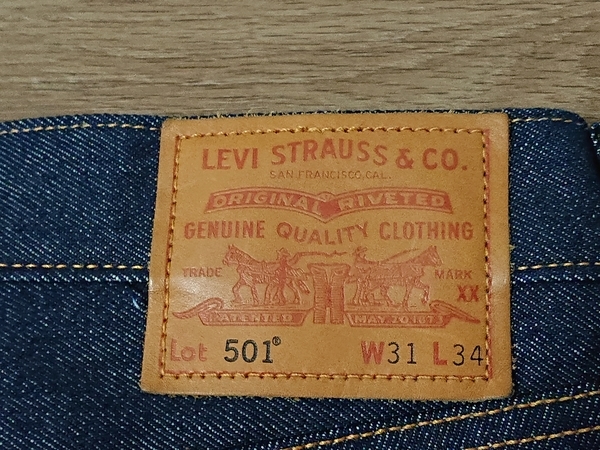 LEVI STRAUSS & CO.
SAN FRANCISCO, CAL.
ORIGINAL RIVETED
GENUINE QUALITY CLOTHING
TRADE MARK
XX
PATENTED MAY 20 187
Lot 501® W31 L34